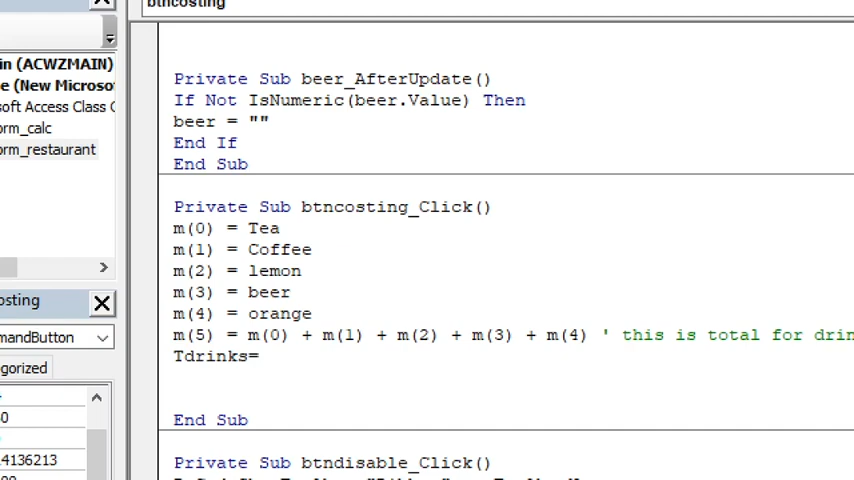 btncosting
in (ACWZMAIN)
e (New Microso
soft Access Class C
orm_calc
orm_restaurant
osting
mandButton
gorized
60
4136213
Private Sub beer_AfterUpdate()
If Not IsNumeric(beer.Value) Then
beer = ""
End If
End Sub
Private Sub btncosting_Click()
m(0) = Tea
m(1) = Coffee
m(2) = lemon
m(3) = beer
m(4) = orange
m(5) = m(0) + m(1) + m(2) + m(3) + m(4) ' this is total for drin
Tdrinks=
End Sub
Private Sub btndisable_Click()